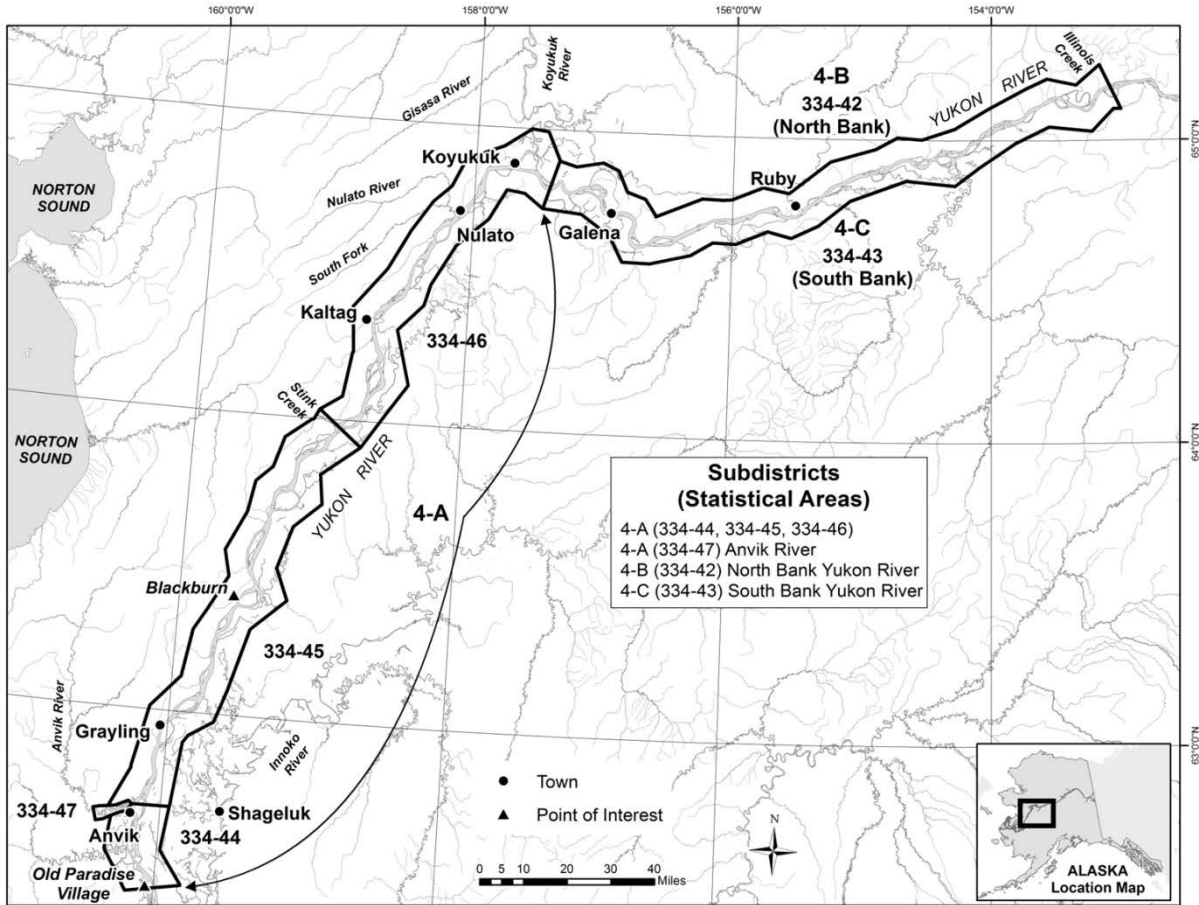 160°0'0"W
158°0'0"W
156°0'0"W
154°0'0"W
Koyukuk
River
Illinois
Creek
Gisasa River
4-B
334-42
(North Bank)
YUKON RIVER
65°0'0"N
Koyukuk
NORTON
SOUND
Nulato River
Ruby
Nulato
Galena
4-C
334-43
(South Bank)
South Fork
Kaltag
334-46
Stink
Creek
NORTON
SOUND
64°0'0"N
YUKON RIVER
4-A
Subdistricts
(Statistical Areas)
4-A (334-44, 334-45, 334-46)
4-A (334-47) Anvik River
4-B (334-42) North Bank Yukon River
4-C (334-43) South Bank Yukon River
Blackburn
334-45
Anvik River
Grayling
Innoko
River
63°0'0"N
334-47
Anvik
334-44
Shageluk
Old Paradise
Village
Town
Point of Interest
N
0 5 10 20 30 40
Miles
ALASKA
Location Map